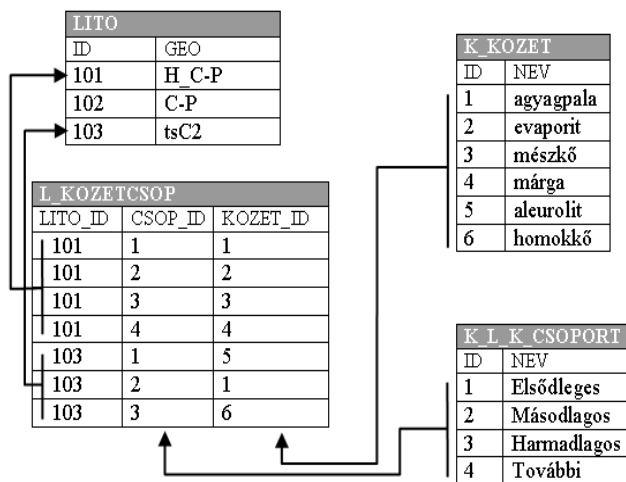 LITO
ID GEO
101 H_C-P
102 C-P
103 tsC2
K_KOZET
ID NEV
1 agyagpala
2 evaporit
3 mészkő
4 márga
5 aleurolit
6 homokkő
L_KOZETCSOP
LITO_ID CSOP_ID KOZET_ID
101 1 1
101 2 2
101 3 3
101 4 4
103 1 5
103 2 1
103 3 6
K_L_K_CSOPORT
ID NEV
1 Elsődleges
2 Másodlagos
3 Harmadlagos
4 További